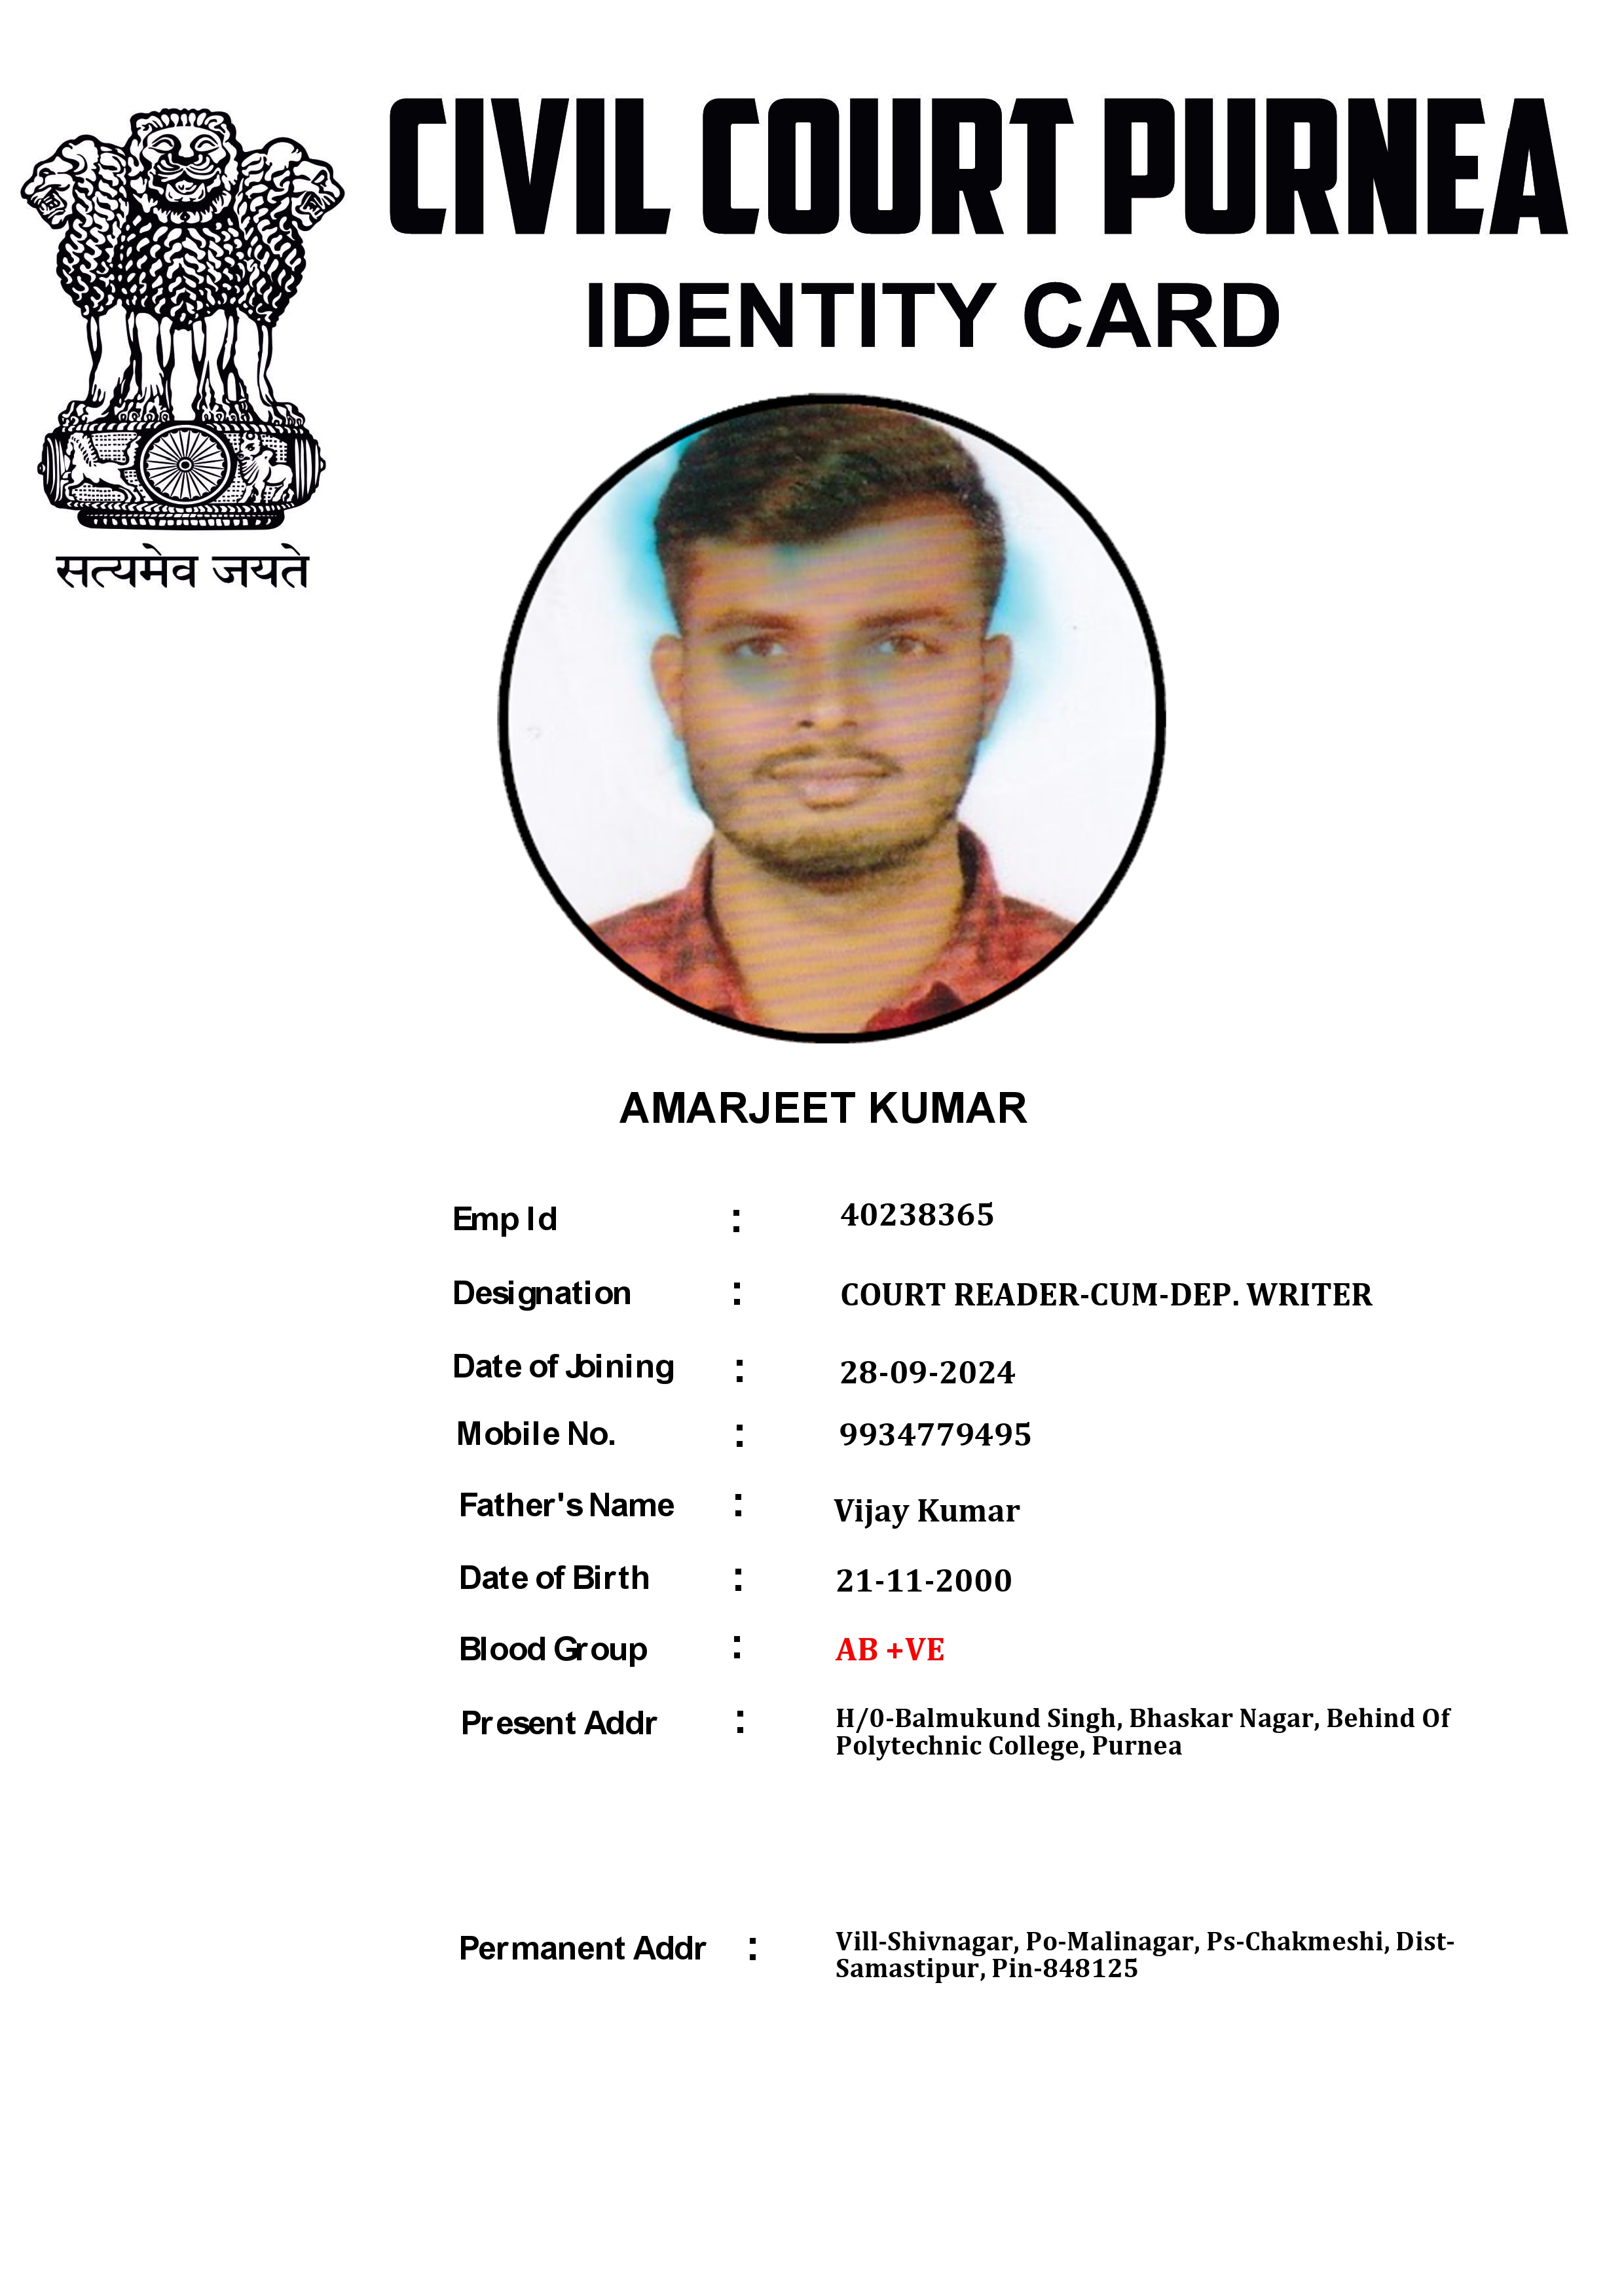 CIVIL COURT PURNEA
IDENTITY CARD
सत्यमेव जयते
AMARJEET KUMAR
Emp Id : 40238365
Designation : COURT READER-CUM-DEP. WRITER
Date of Joining : 28-09-2024
Mobile No. : 9934779495
Father's Name : Vijay Kumar
Date of Birth : 21-11-2000
Blood Group : AB +VE
Present Addr : H/0-Balmukund Singh, Bhaskar Nagar, Behind Of
Polytechnic College, Purnea
Permanent Addr : Vill-Shivnagar, Po-Malinagar, Ps-Chakmeshi, Dist-
Samastipur, Pin-848125